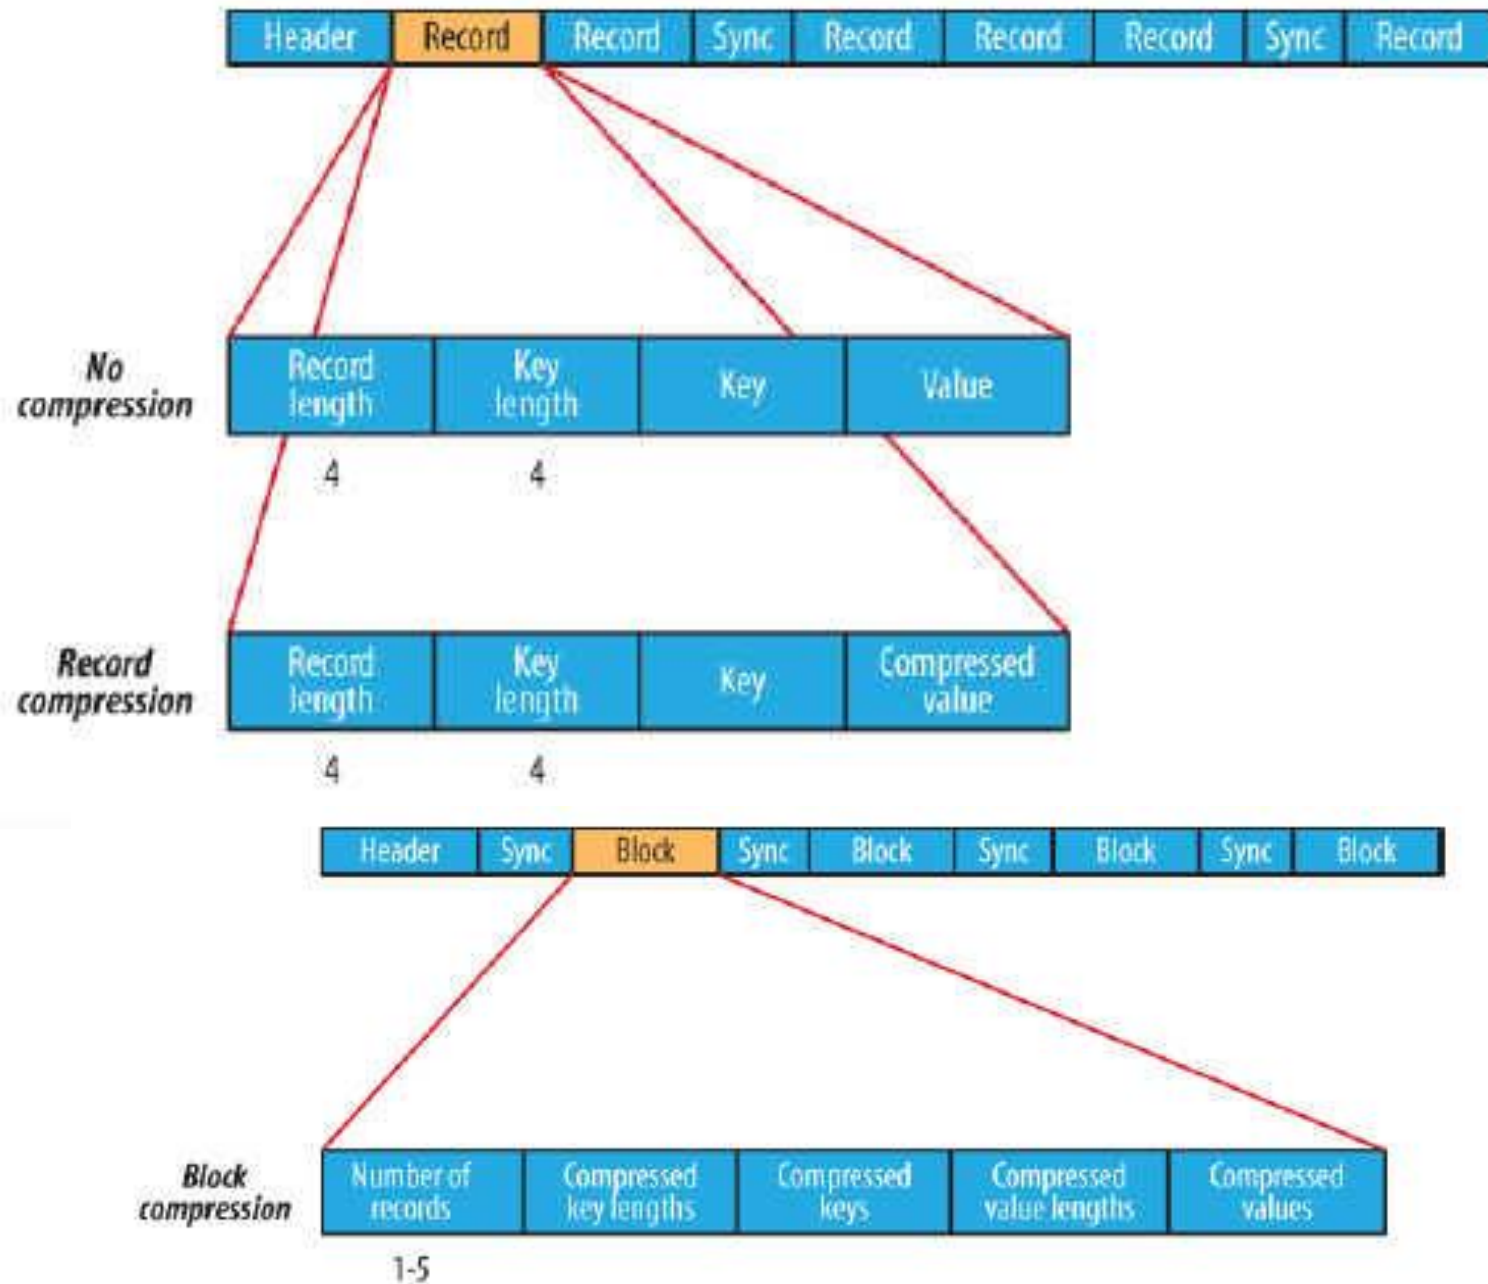 Header Record Record Sync Record Record Record Sync Record
No
compression
Record
length
Key
length
Key
Value
4 4
Record
compression
Record
length
Key
length
Key
Compressed
value
4 4
Header Sync Block Sync Block Sync Block Sync Block
Block
compression
Number of
records
Compressed
key lengths
Compressed
keys
Compressed
value lengths
Compressed
values
1-5